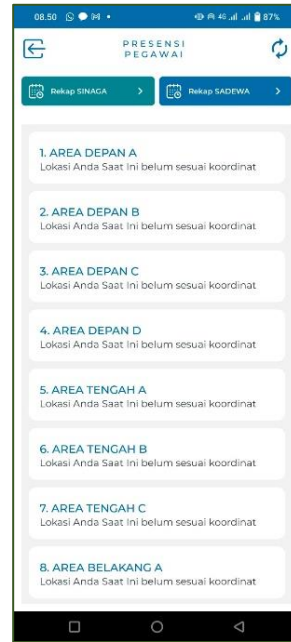 08.50 46 87%
PRESENSI
PEGAWAI
Rekap SINAGA > Rekap SADEWA >
1. AREA DEPAN A
Lokasi Anda Saat Ini belum sesuai koordinat
2. AREA DEPAN B
Lokasi Anda Saat Ini belum sesuai koordinat
3. AREA DEPAN C
Lokasi Anda Saat Ini belum sesuai koordinat
4. AREA DEPAN D
Lokasi Anda Saat Ini belum sesuai koordinat
5. AREA TENGAH A
Lokasi Anda Saat Ini belum sesuai koordinat
6. AREA TENGAH B
Lokasi Anda Saat Ini belum sesuai koordinat
7. AREA TENGAH C
Lokasi Anda Saat Ini belum sesuai koordinat
8. AREA BELAKANG A
Lokasi Anda Saat Ini belum sesuai koordinat